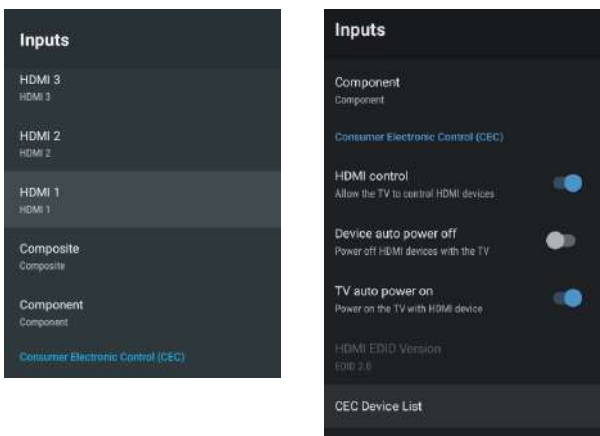 Inputs
HDMI 3
HDMI 3
HDMI 2
HDMI 2
HDMI 1
HDMI 1
Composite
Composite
Component
Component
Consumer Electronic Control (CEC)
Inputs
Component
Component
Consumer Electronic Control (CEC)
HDMI control
Allow the TV to control HDMI devices
Device auto power off
Power off HDMI devices with the TV
TV auto power on
Power on the TV with HDMI device
HDMI EDID Version
EDID 2.0
CEC Device List